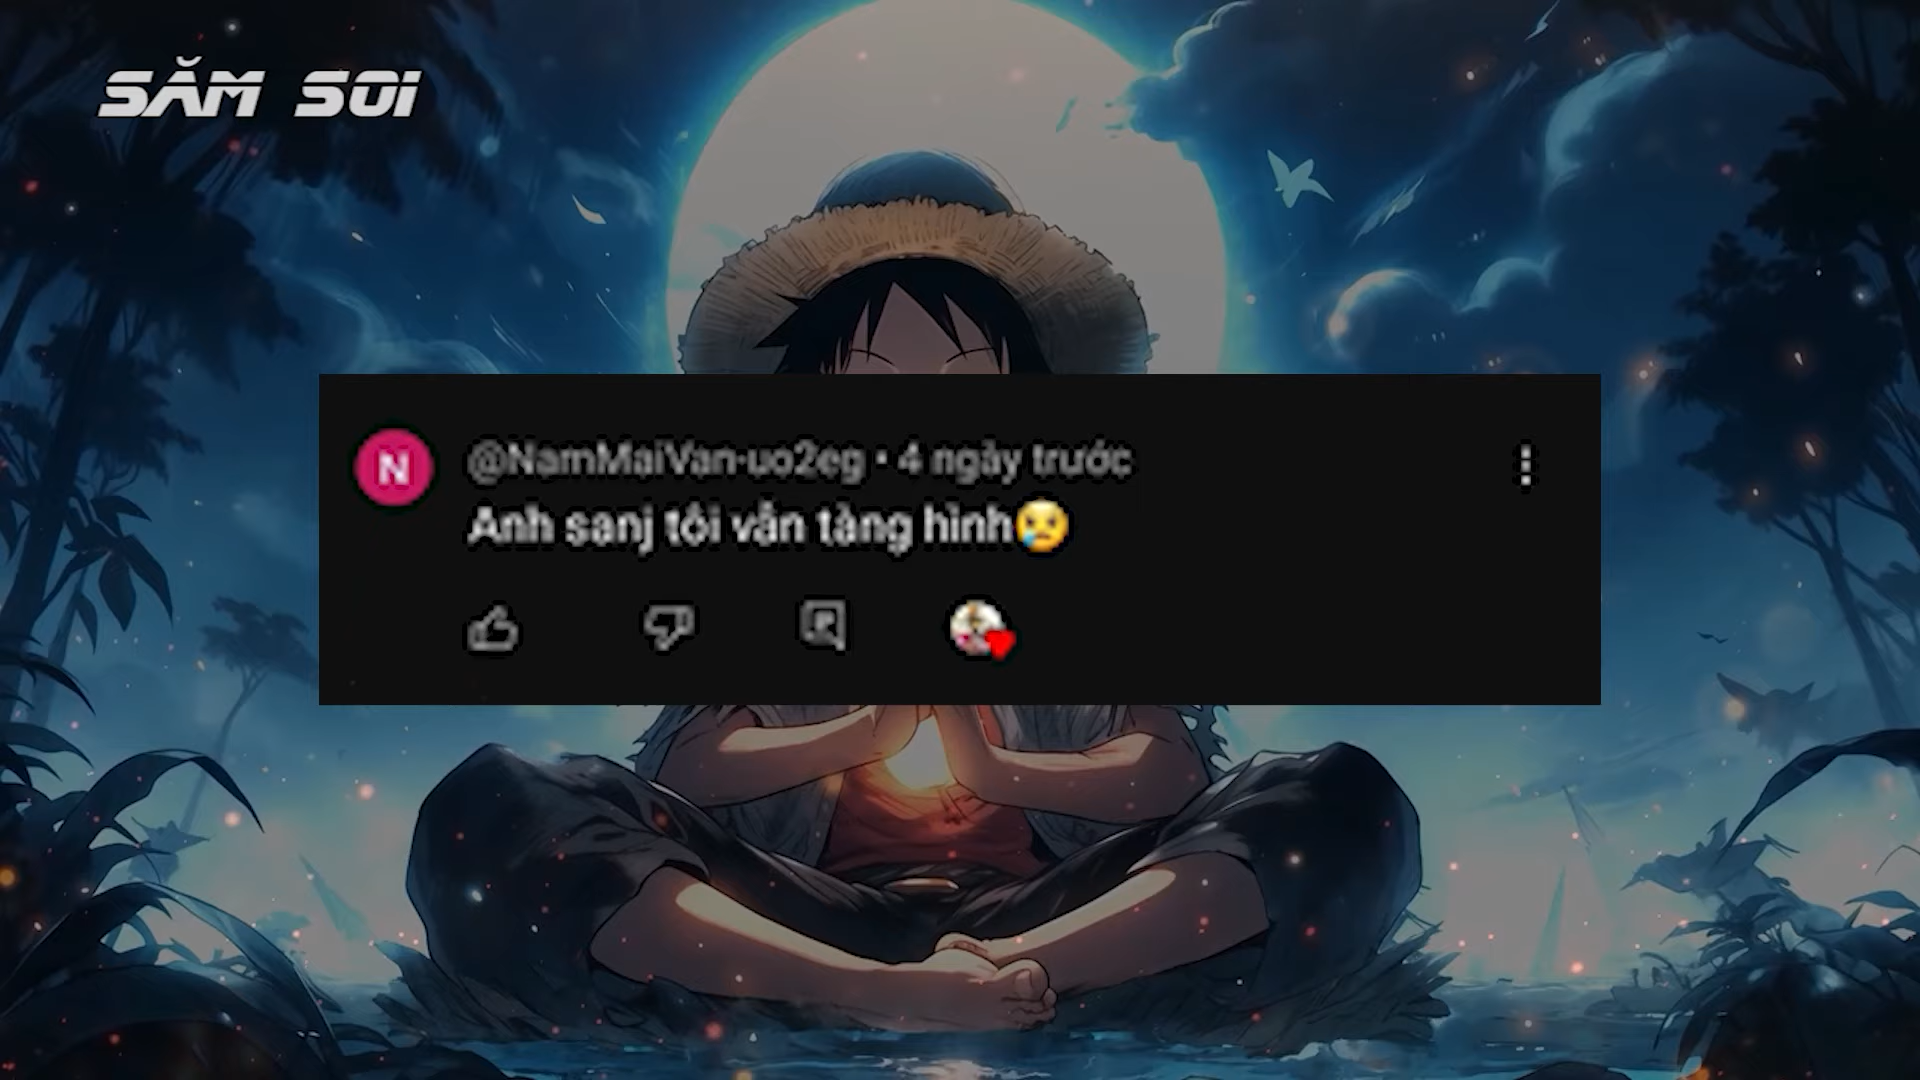 SĂM SOI
N
@NamMaiVan-uo2eg • 4 ngày trước
Anh sanj tôi vẫn tàng hình😢